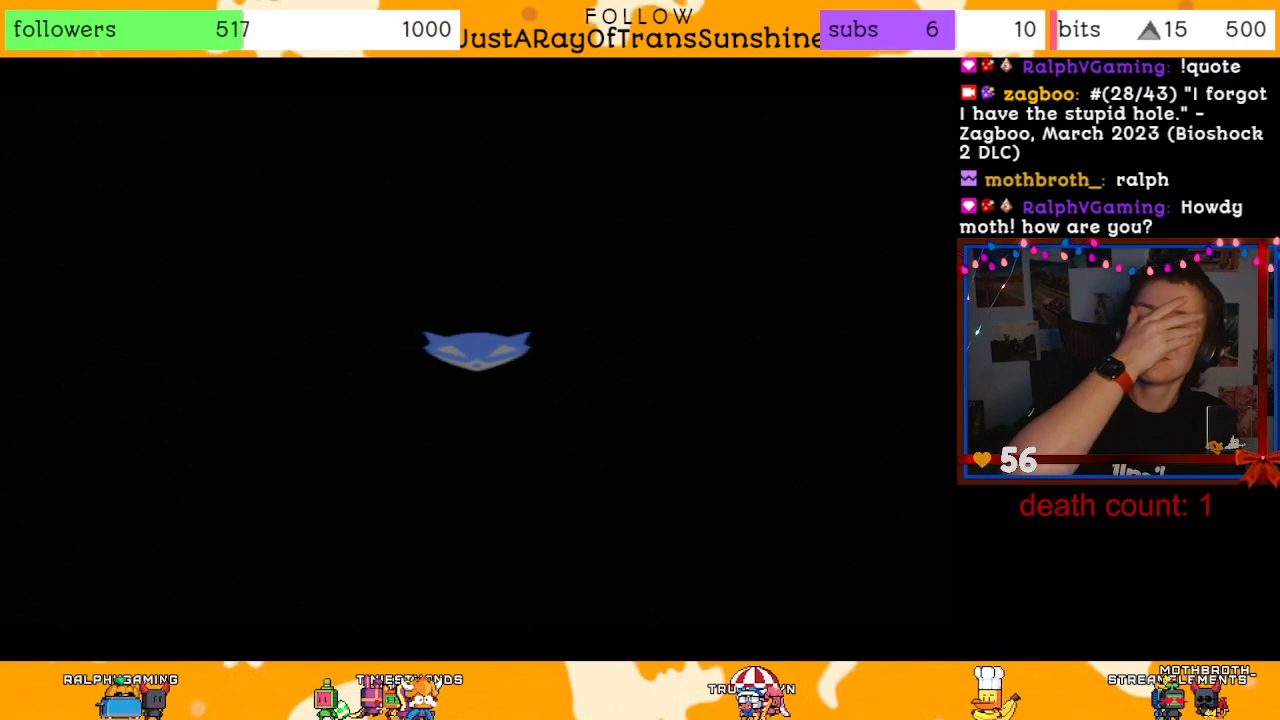 followers 517 1000
FOLLOW
JustARayOfTransSunshine
subs 6 10
bits 15 500
RalphVGaming: !quote
zagboo: #(28/43) "I forgot
I have the stupid hole." -
Zagboo, March 2023 (Bioshock
2 DLC)
mothbroth_: ralph
RalphVGaming: Howdy
moth! how are you?
56
death count: 1
RALPHVGAMING
MOTHBROTH_
STREAMELEMENTS